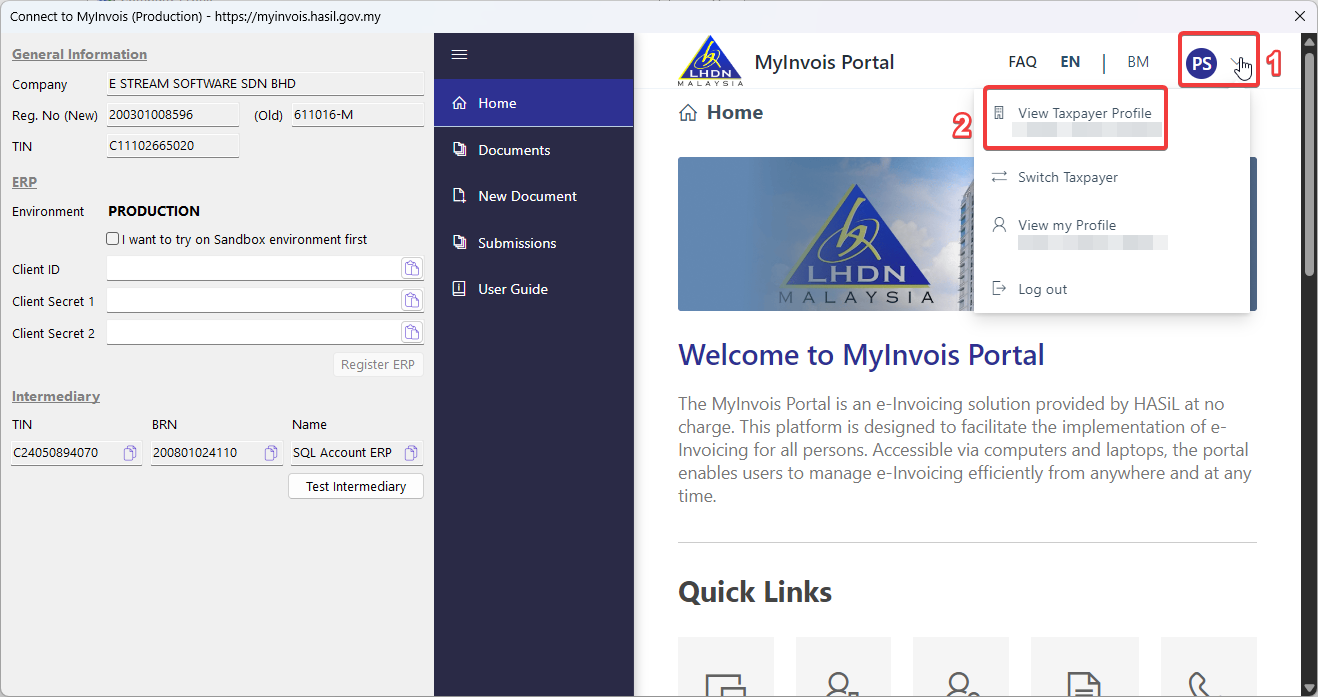 Connect to MyInvois (Production) - https://myinvois.hasil.gov.my
General Information
Company E STREAM SOFTWARE SDN BHD
Reg. No (New) 200301008596 (Old) 611016-M
TIN C11102665020
ERP
Environment PRODUCTION
I want to try on Sandbox environment first
Client ID
Client Secret 1
Client Secret 2
Register ERP
Intermediary
TIN BRN Name
C24050894070 200801024110 SQL Account ERP
Test Intermediary
Home
Documents
New Document
Submissions
User Guide
LHDN
MALAYSIA
MyInvois Portal
FAQ EN BM PS 1
Home
2 View Taxpayer Profile
Switch Taxpayer
View my Profile
Log out
LHDN
MALAYSIA
Welcome to MyInvois Portal
The MyInvois Portal is an e-Invoicing solution provided by HASiL at no
charge. This platform is designed to facilitate the implementation of e-
Invoicing for all persons. Accessible via computers and laptops, the portal
enables users to manage e-Invoicing efficiently from anywhere and at any
time.
Quick Links